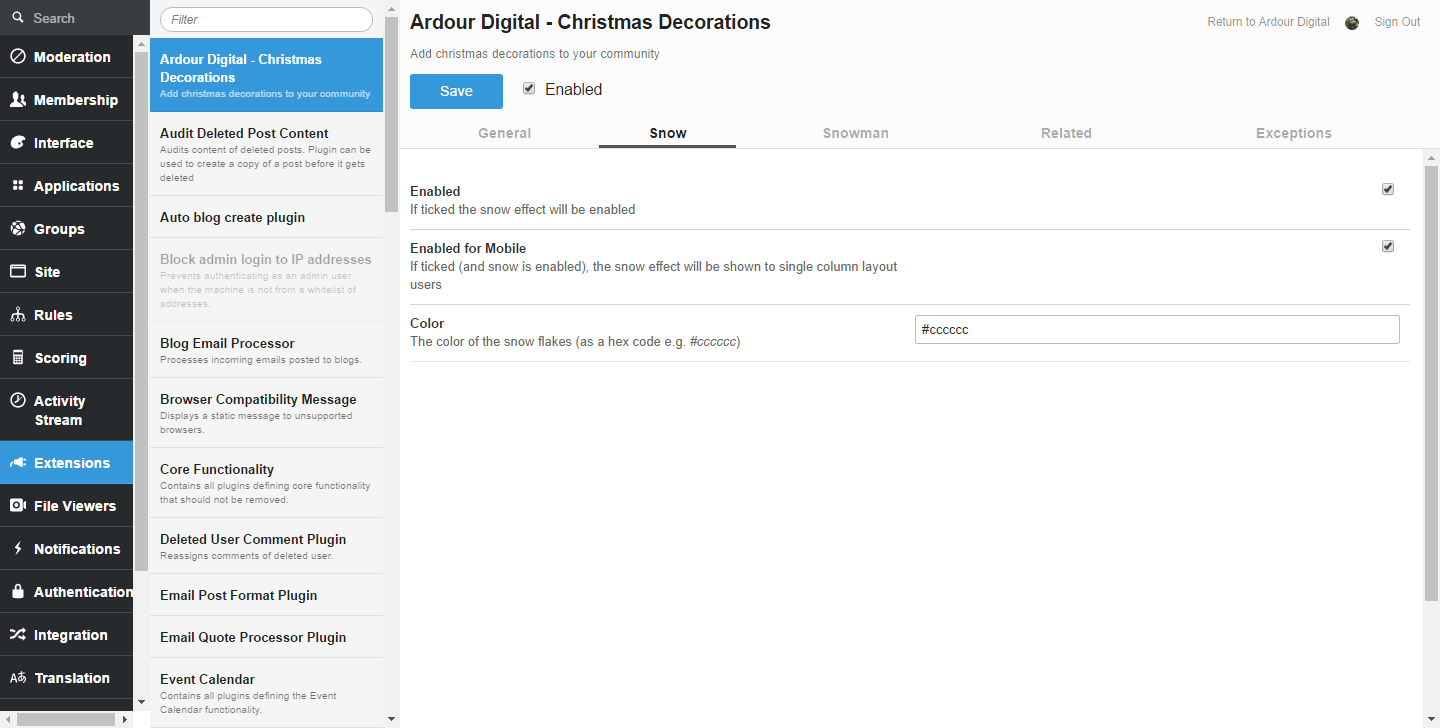 Search
Moderation
Membership
Interface
Applications
Groups
Site
Rules
Scoring
Activity
Stream
Extensions
File Viewers
Notifications
Authentication
Integration
Translation
Filter
Ardour Digital - Christmas
Decorations
Add christmas decorations to your community
Audit Deleted Post Content
Audits content of deleted posts. Plugin can be
used to create a copy of a post before it gets
deleted
Auto blog create plugin
Block admin login to IP addresses
Prevents authenticating as an admin user
when the machine is not from a whitelist of
addresses.
Blog Email Processor
Processes incoming emails posted to blogs.
Browser Compatibility Message
Displays a static message to unsupported
browsers.
Core Functionality
Contains all plugins defining core functionality
that should not be removed.
Deleted User Comment Plugin
Reassigns comments of deleted user.
Email Post Format Plugin
Email Quote Processor Plugin
Event Calendar
Contains all plugins defining the Event
Calendar functionality.
Ardour Digital - Christmas Decorations
Return to Ardour Digital
Sign Out
Add christmas decorations to your community
Save
Enabled
General
Snow
Snowman
Related
Exceptions
Enabled
If ticked the snow effect will be enabled
Enabled for Mobile
If ticked (and snow is enabled), the snow effect will be shown to single column layout
users
Color
The color of the snow flakes (as a hex code e.g. #cccccc)
#cccccc